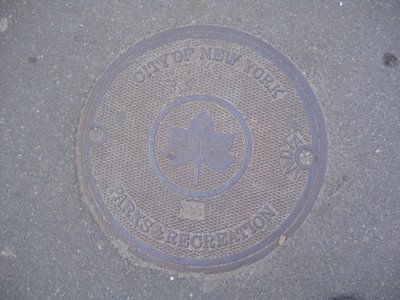 CITY OF NEW YORK
PARKS & RECREATION